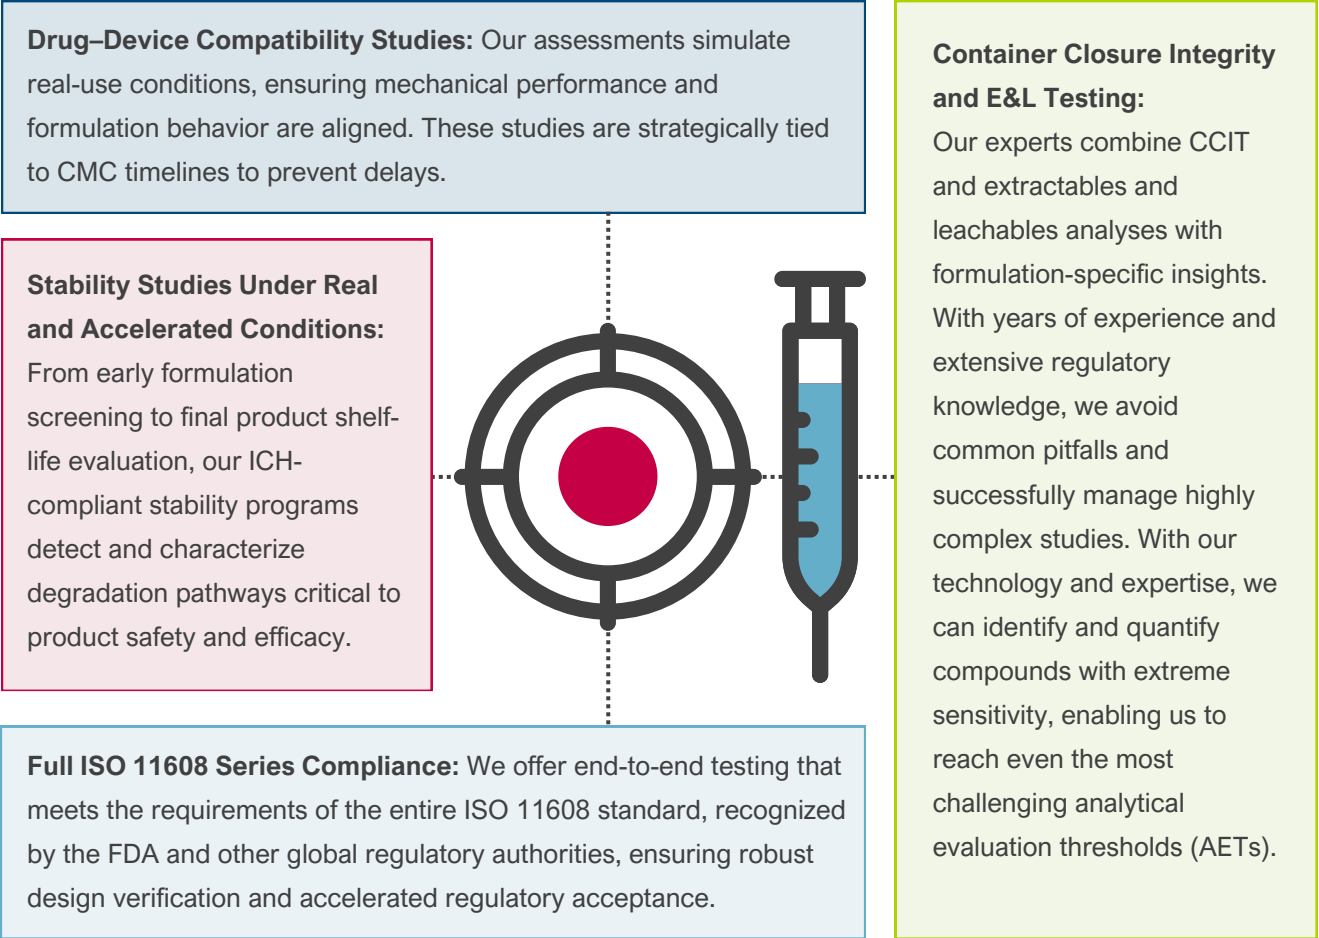 Drug–Device Compatibility Studies: Our assessments simulate
real-use conditions, ensuring mechanical performance and
formulation behavior are aligned. These studies are strategically tied
to CMC timelines to prevent delays.
Stability Studies Under Real
and Accelerated Conditions:
From early formulation
screening to final product shelf-
life evaluation, our ICH-
compliant stability programs
detect and characterize
degradation pathways critical to
product safety and efficacy.
Full ISO 11608 Series Compliance: We offer end-to-end testing that
meets the requirements of the entire ISO 11608 standard, recognized
by the FDA and other global regulatory authorities, ensuring robust
design verification and accelerated regulatory acceptance.
Container Closure Integrity
and E&L Testing:
Our experts combine CCIT
and extractables and
leachables analyses with
formulation-specific insights.
With years of experience and
extensive regulatory
knowledge, we avoid
common pitfalls and
successfully manage highly
complex studies. With our
technology and expertise, we
can identify and quantify
compounds with extreme
sensitivity, enabling us to
reach even the most
challenging analytical
evaluation thresholds (AETs).